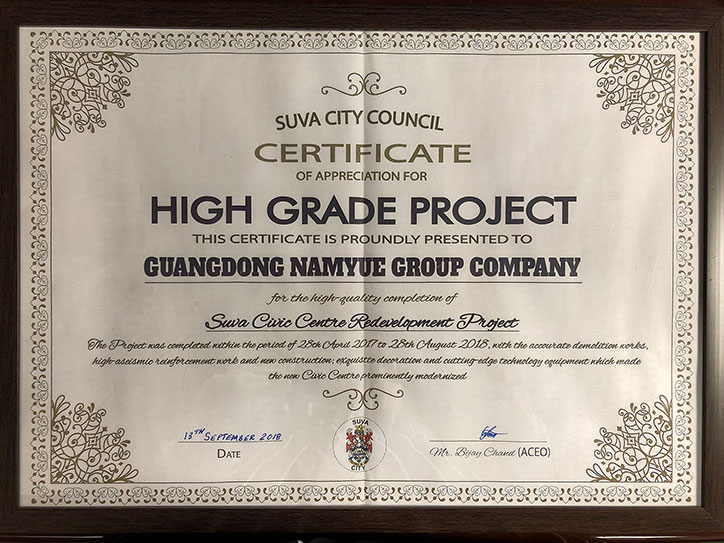 SUVA CITY COUNCIL
CERTIFICATE
OF APPRECIATION FOR
HIGH GRADE PROJECT
THIS CERTIFICATE IS PROUNDLY PRESENTED TO
GUANGDONG NAMYUE GROUP COMPANY
for the high-quality completion of
Suva Civic Centre Redevelopment Project
The Project was completed within the period of 28th April 2017 to 28th August 2018, with the accourate demolition works,
high-aseismic reinforcement work and new construction; exquistte decoration and cutting-edge technology equipment which made
the new Civic Centre prominently modernized
13TH SEPTEMBER 2018
DATE
SUVA
CITY
Mr. Bijay Chand (ACEO)